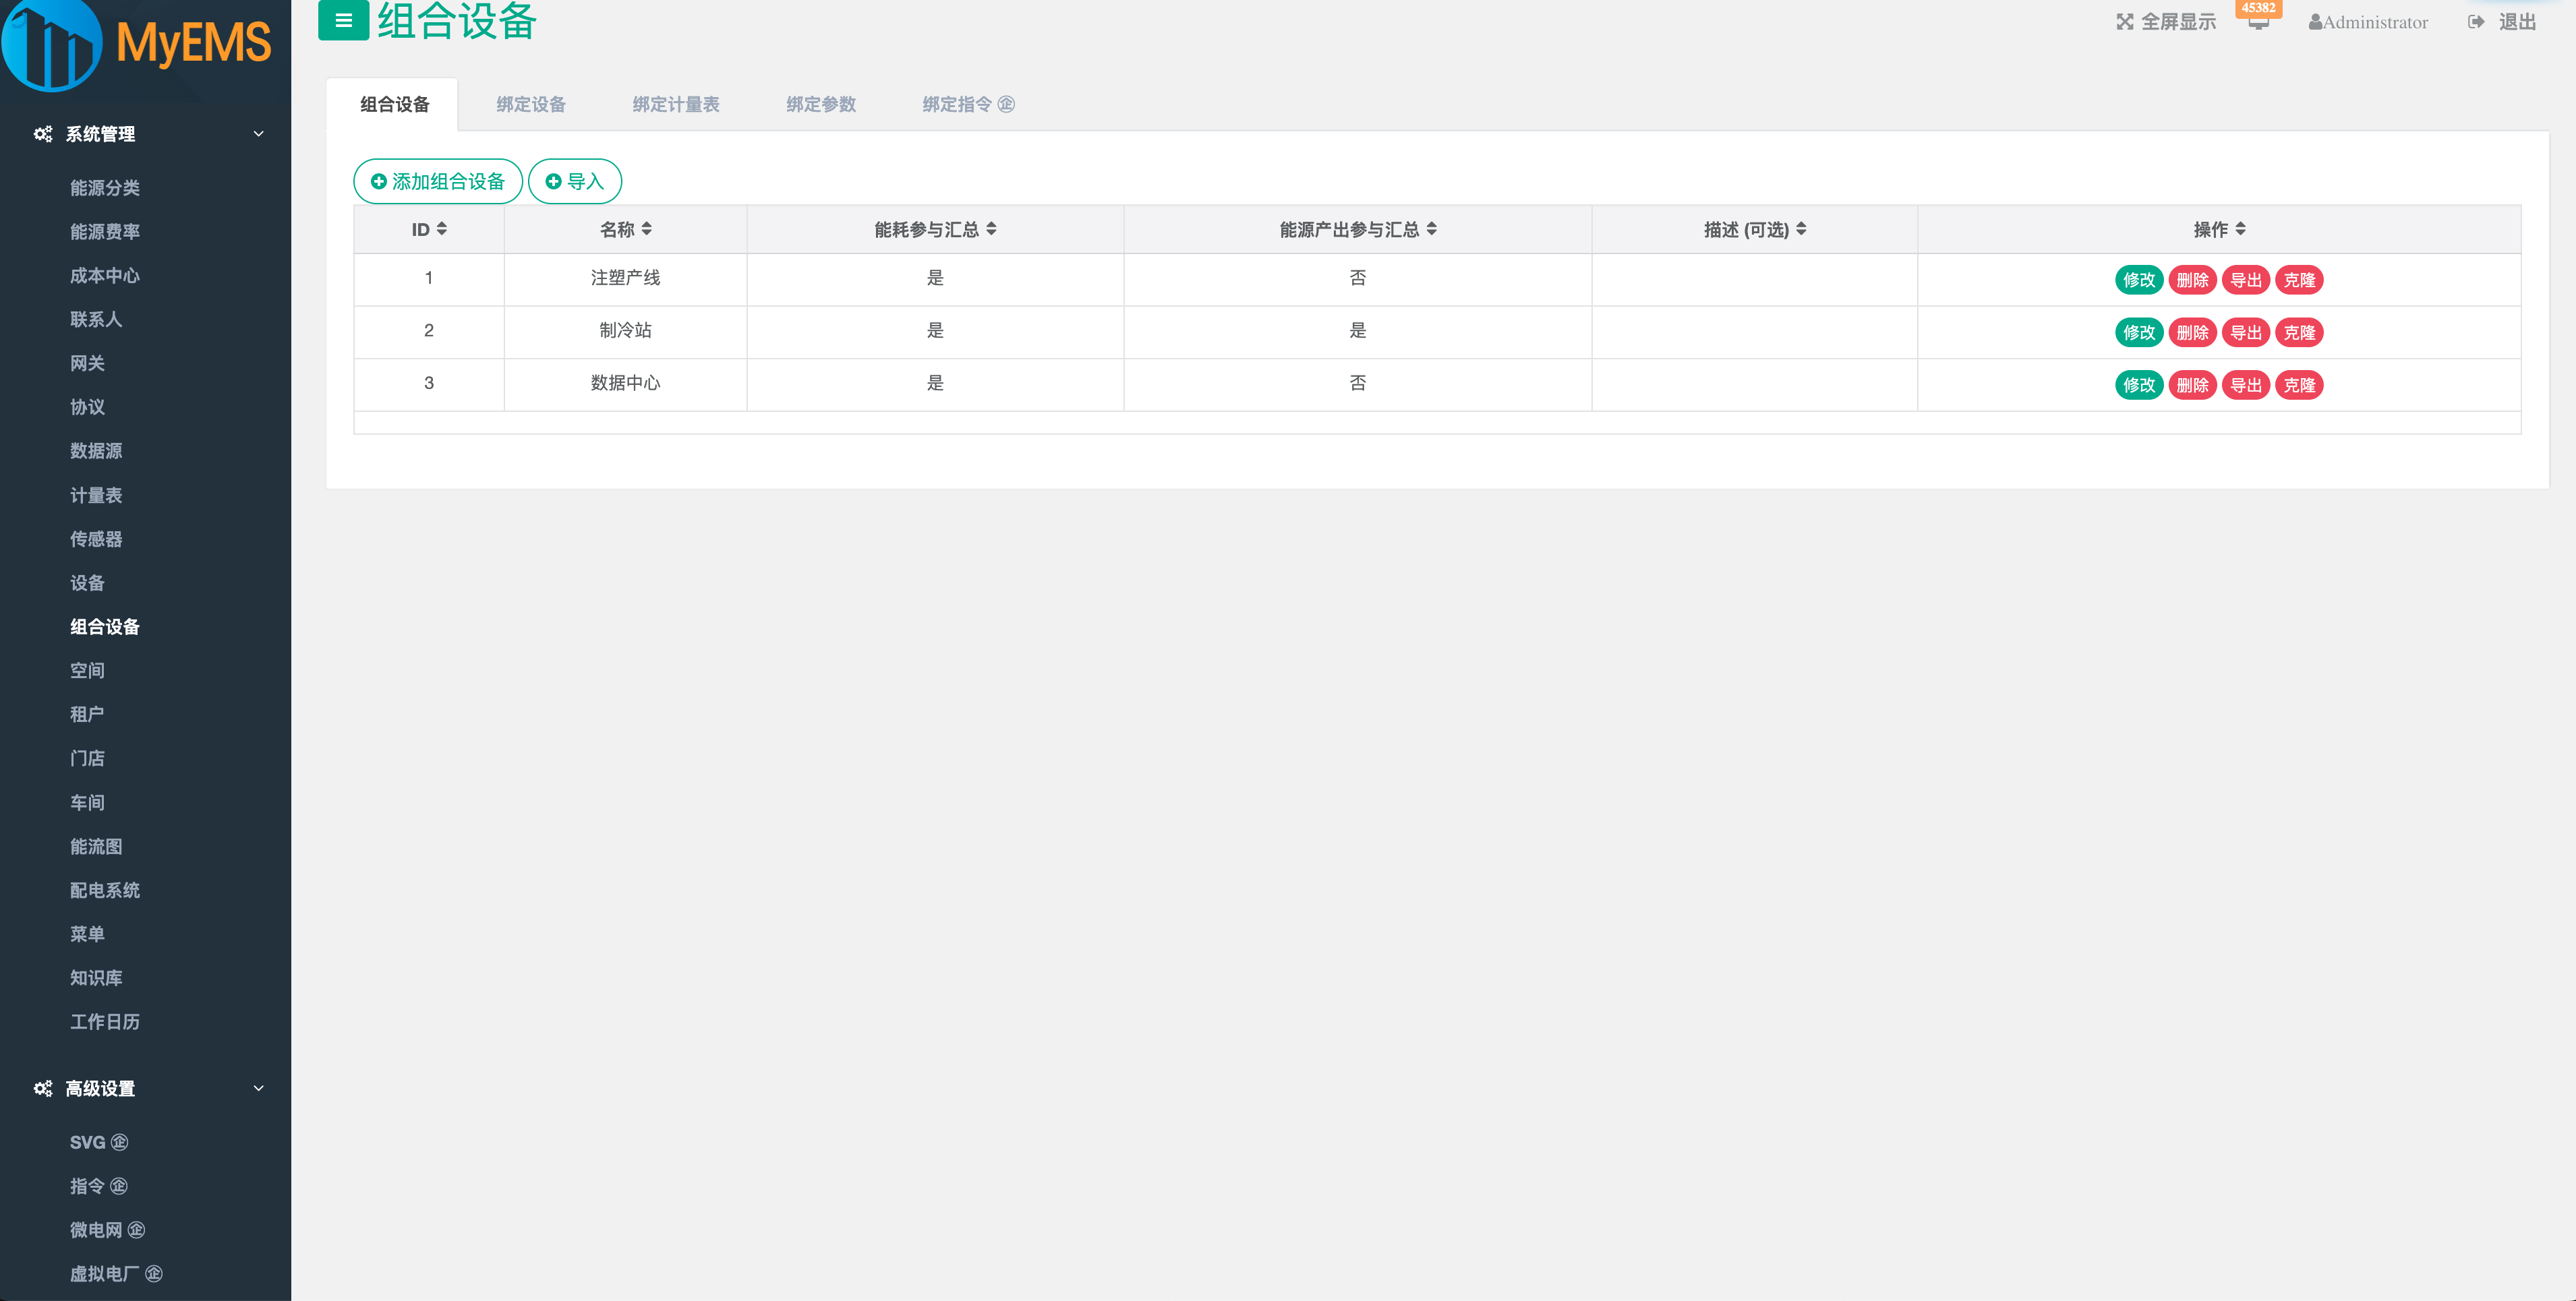 MyEMS
系统管理
能源分类
能源费率
成本中心
联系人
网关
协议
数据源
计量表
传感器
设备
组合设备
空间
租户
门店
车间
能流图
配电系统
菜单
知识库
工作日历
高级设置
SVG ㊭
指令 ㊭
微电网 ㊭
虚拟电厂 ㊭
组合设备
全屏显示 45382 Administrator 退出
组合设备 绑定设备 绑定计量表 绑定参数 绑定指令 ㊭
添加组合设备 导入
ID 名称 能耗参与汇总 能源产出参与汇总 描述 (可选) 操作
1 注塑产线 是 否 修改 删除 导出 克隆
2 制冷站 是 是 修改 删除 导出 克隆
3 数据中心 是 否 修改 删除 导出 克隆